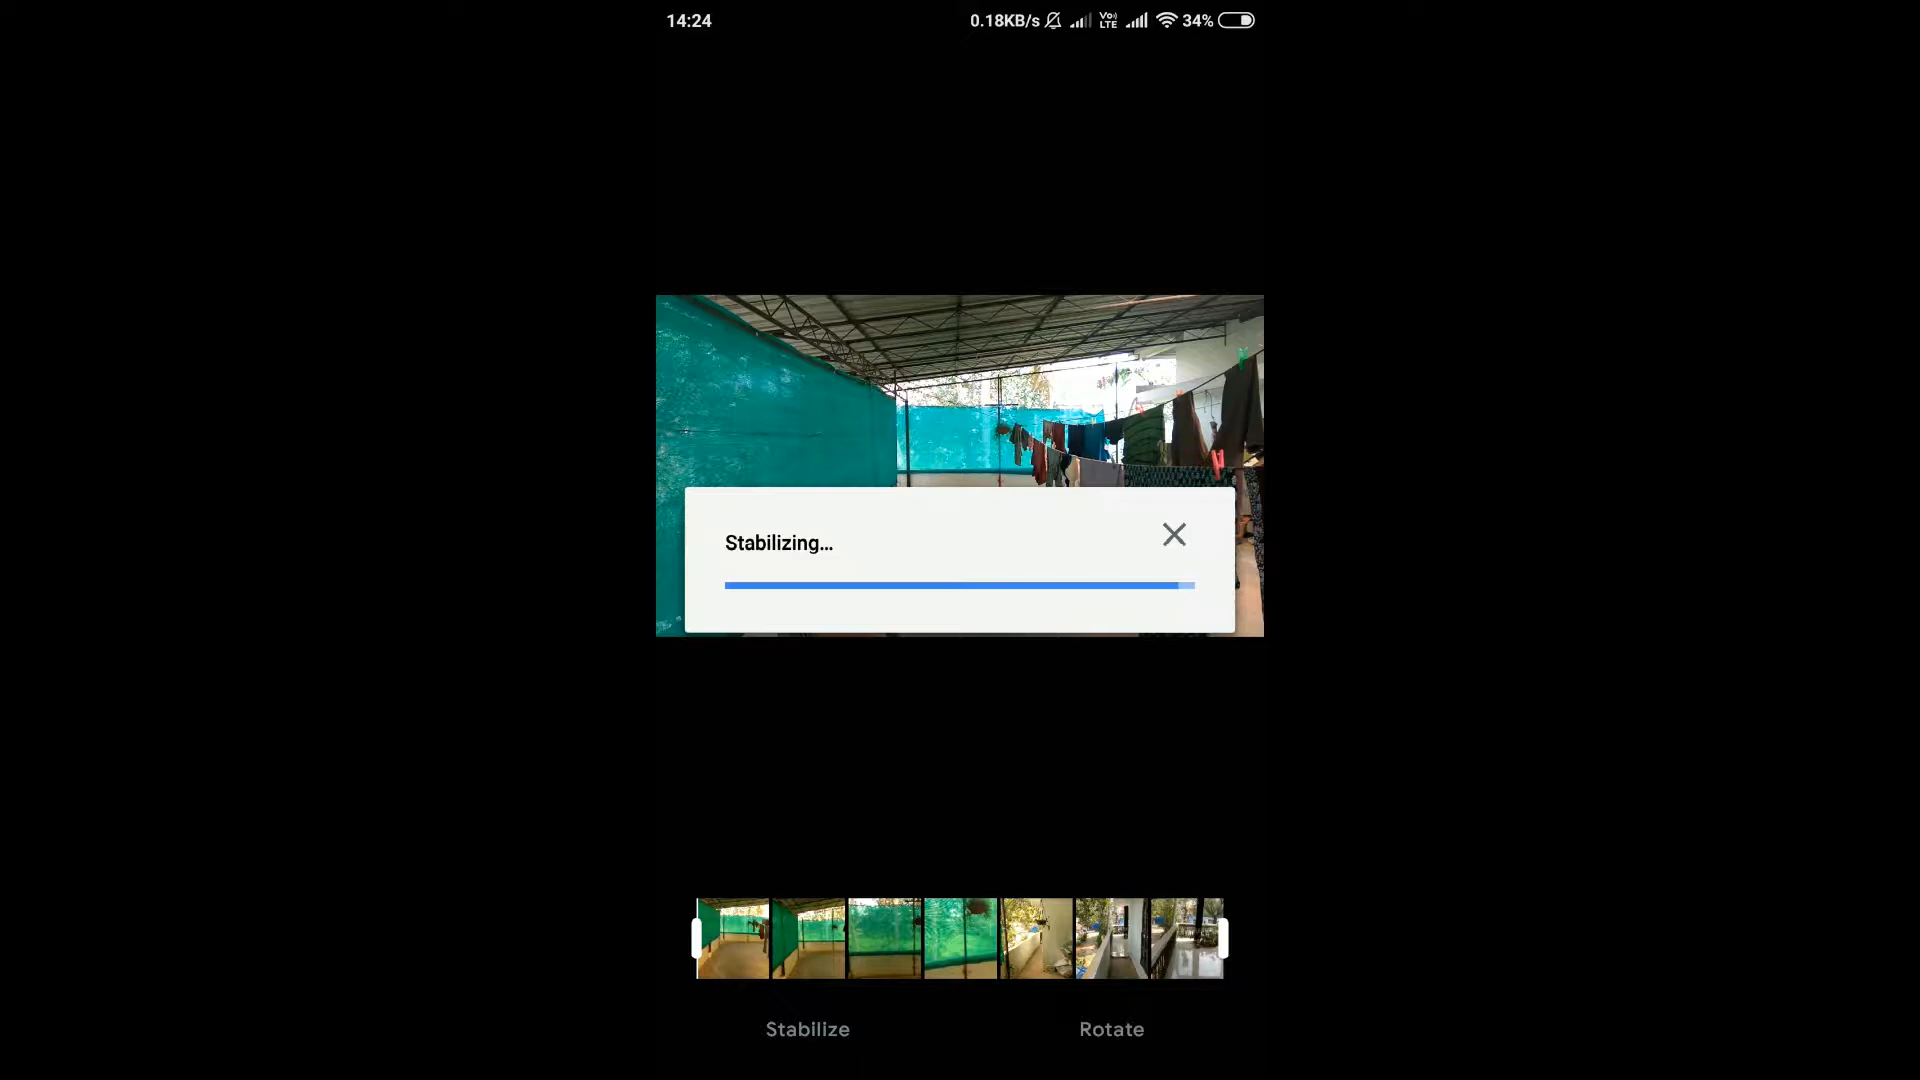 14:24
0.18KB/s Vo) LTE 34%
Stabilizing...
Stabilize
Rotate